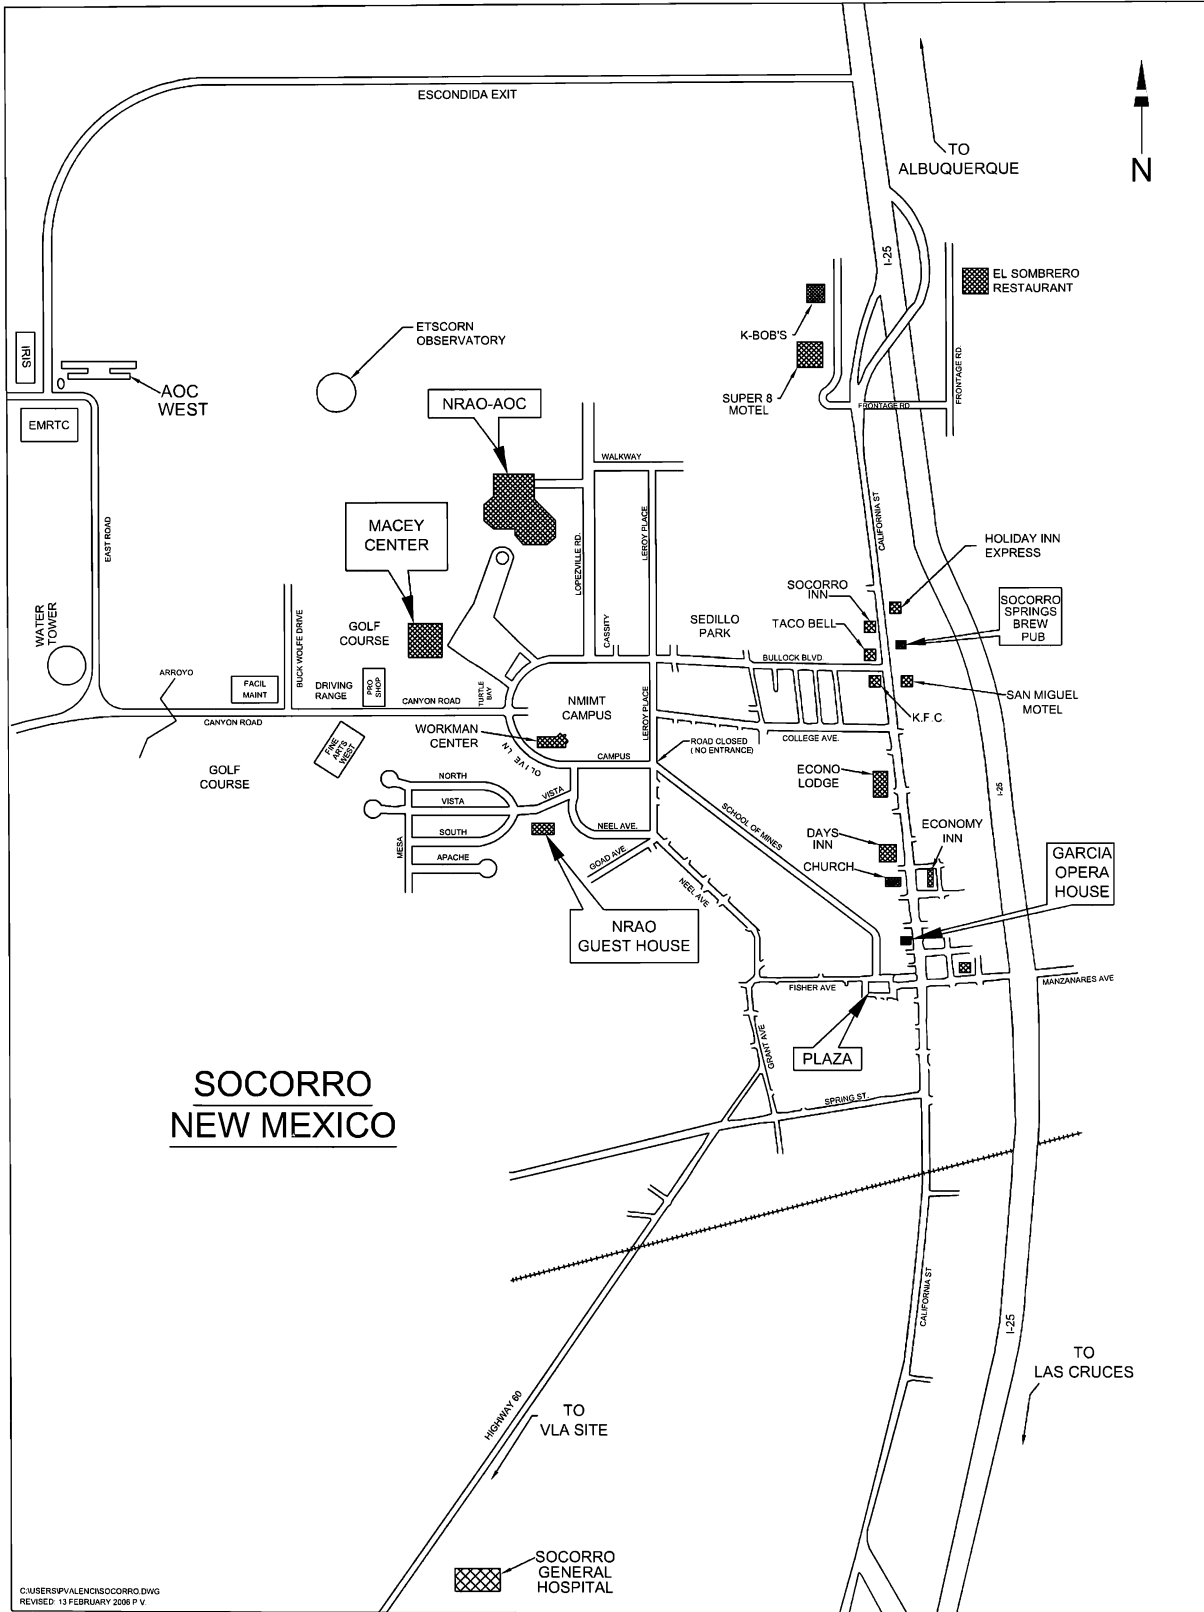 ESCONDIDA EXIT
TO
ALBUQUERQUE
N
I-25
EL SOMBRERO
RESTAURANT
K-BOB'S
SUPER 8
MOTEL
FRONTAGE RD.
FRONTAGE RD.
IRIS
AOC
WEST
EMRTC
ETSCORN
OBSERVATORY
NRAO-AOC
WALKWAY
MACEY
CENTER
EAST ROAD
LOPEZVILLE RD.
LEROY PLACE
CALIFORNIA ST
HOLIDAY INN
EXPRESS
SOCORRO
INN
SOCORRO
SPRINGS
BREW
PUB
TACO BELL
SEDILLO
PARK
CASSITY
BULLOCK BLVD
WATER
TOWER
BUCK WOLFE DRIVE
GOLF
COURSE
ARROYO
FACIL
MAINT
DRIVING
RANGE
PRO
SHOP
CANYON ROAD
TURTLE
BAY
NMIMT
CAMPUS
LEROY PLACE
SAN MIGUEL
MOTEL
K.F.C.
CANYON ROAD
WORKMAN
CENTER
COLLEGE AVE.
ROAD CLOSED
( NO ENTRANCE)
FINE
ARTS
WEST
OLIVE LN
CAMPUS
GOLF
COURSE
NORTH
VISTA
VISTA
SOUTH
MESA
APACHE
NEEL AVE.
GOAD AVE
NEEL AVE
SCHOOL OF MINES
ECONO
LODGE
I-25
DAYS
INN
ECONOMY
INN
CHURCH
GARCIA
OPERA
HOUSE
NRAO
GUEST HOUSE
FISHER AVE
MANZANARES AVE
PLAZA
GRANT AVE
SPRING ST.
SOCORRO
NEW MEXICO
CALIFORNIA ST
I-25
TO
LAS CRUCES
HIGHWAY 60
TO
VLA SITE
SOCORRO
GENERAL
HOSPITAL
C:\USERS\PVALENCI\SOCORRO.DWG
REVISED: 13 FEBRUARY 2006 P V.